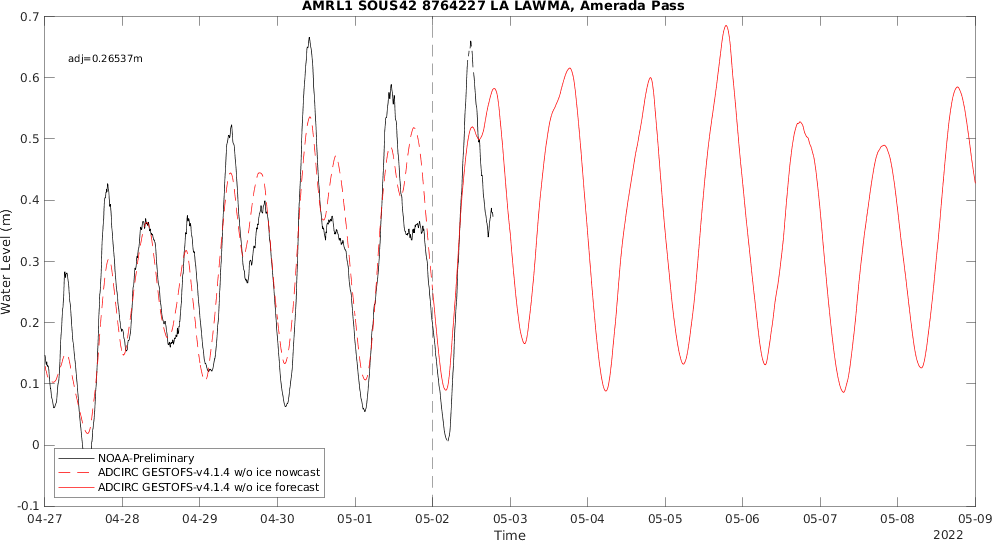 AMRL1 SOUS42 8764227 LA LAWMA, Amerada Pass
adj=0.26537m
Water Level (m)
0.7
0.6
0.5
0.4
0.3
0.2
0.1
0
-0.1
NOAA-Preliminary
ADCIRC GESTOFS-v4.1.4 w/o ice nowcast
ADCIRC GESTOFS-v4.1.4 w/o ice forecast
04-27 04-28 04-29 04-30 05-01 05-02 05-03 05-04 05-05 05-06 05-07 05-08 05-09
Time
2022